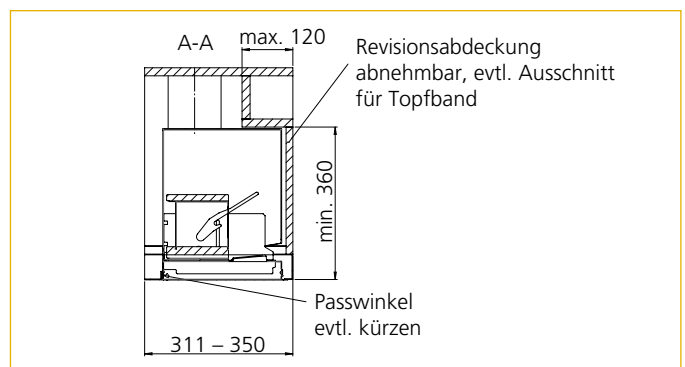 A-A
max. 120
Revisionsabdeckung
abnehmbar, evtl. Ausschnitt
für Topfband
min. 360
Passwinkel
evtl. kürzen
311 – 350